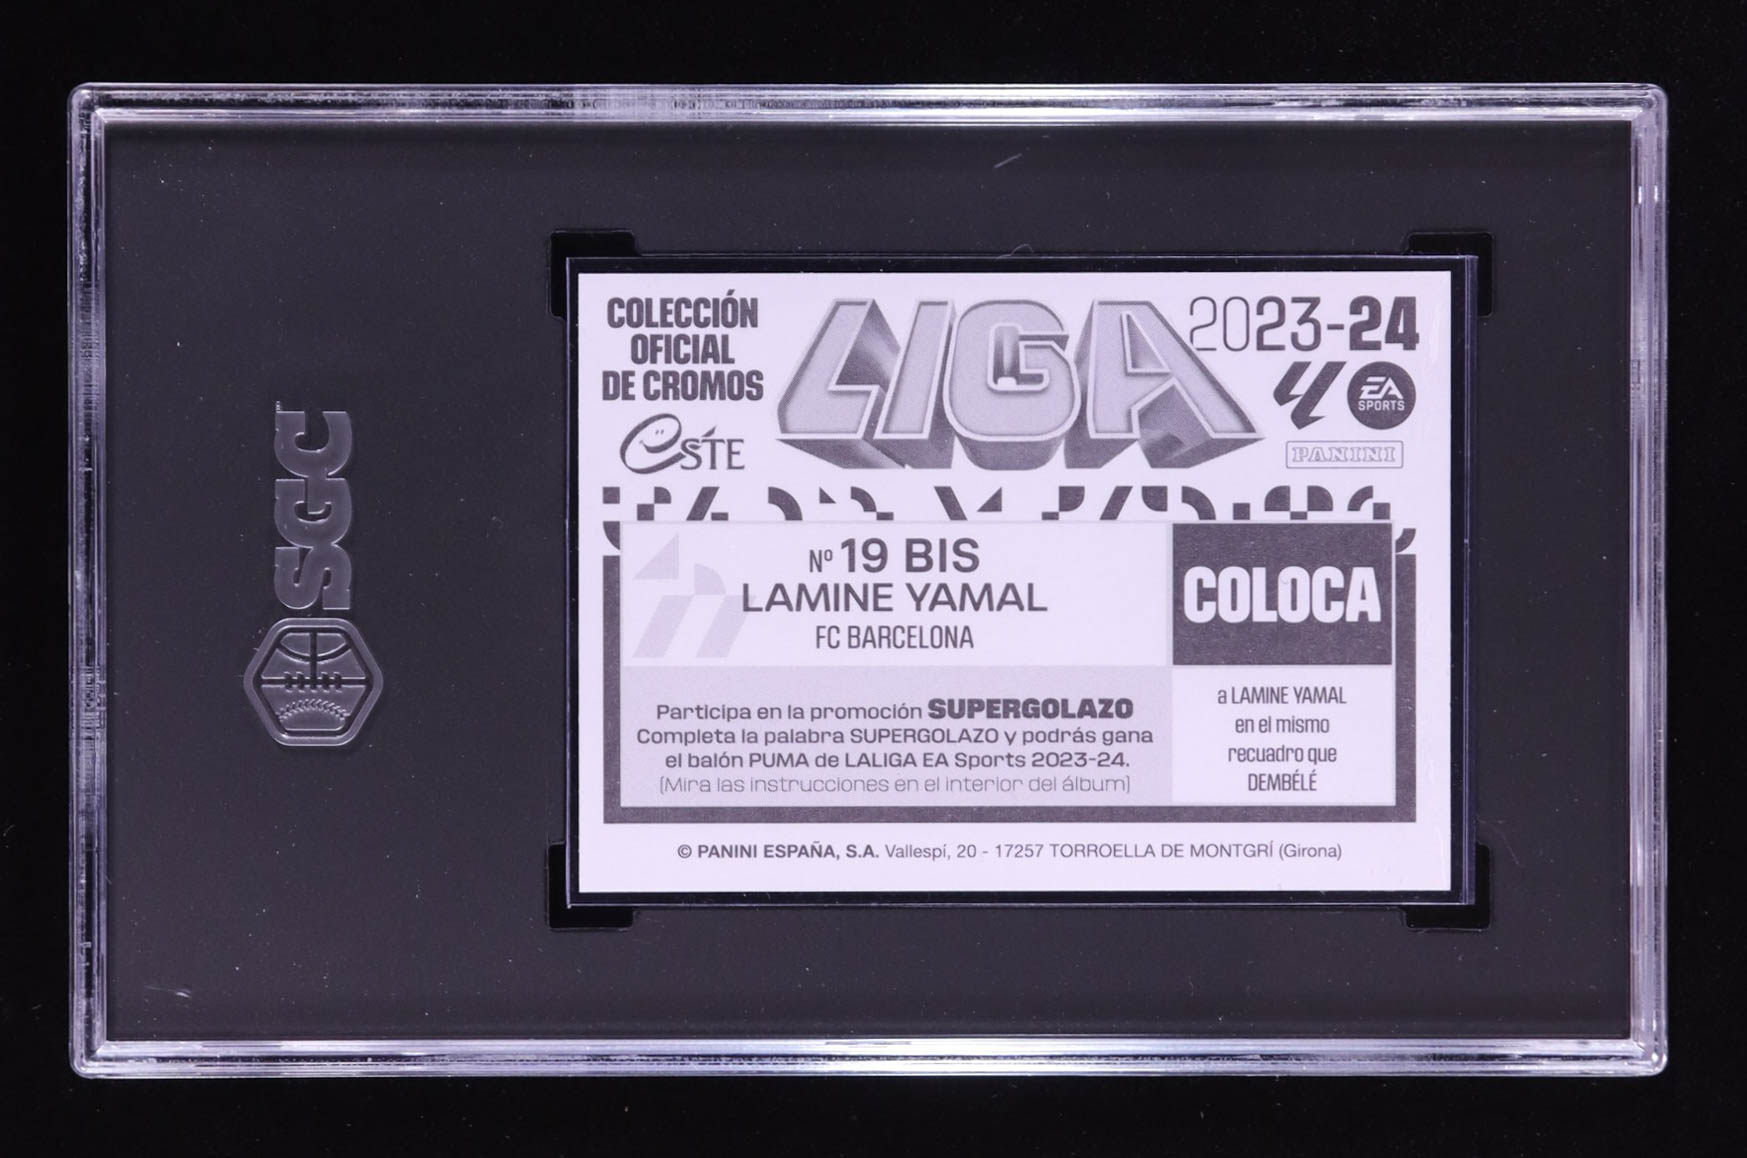 SGC
COLECCIÓN
OFICIAL
DE CROMOS
ESTE
LIGA
2023-24
EA
SPORTS
PANINI
Nº 19 BIS
LAMINE YAMAL
FC BARCELONA
COLOCA
a LAMINE YAMAL
en el mismo
recuadro que
DEMBÉLÉ
Participa en la promoción SUPERGOLAZO
Completa la palabra SUPERGOLAZO y podrás gana
el balón PUMA de LALIGA EA Sports 2023-24.
(Mira las instrucciones en el interior del álbum)
© PANINI ESPAÑA, S.A. Vallespí, 20 - 17257 TORROELLA DE MONTGRÍ (Girona)